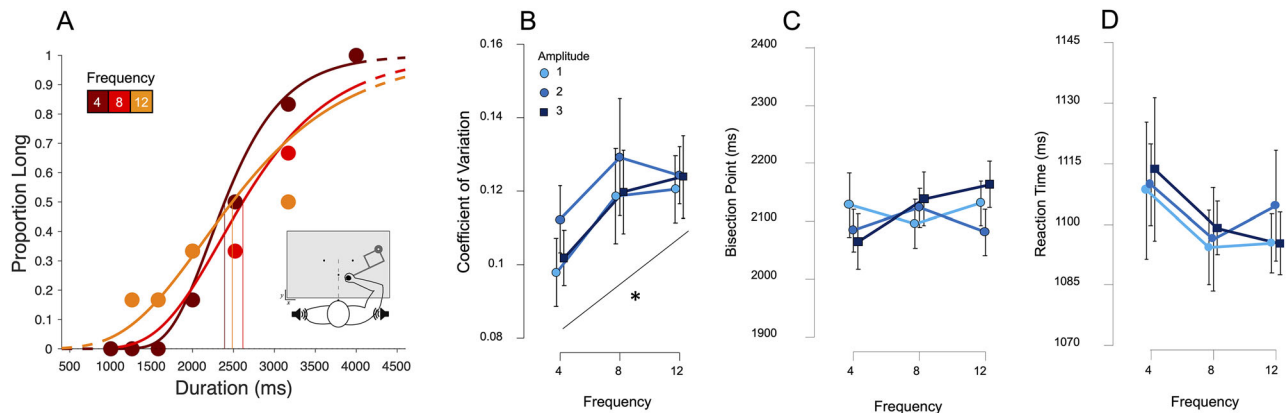 A
Proportion Long
1
0.9
0.8
0.7
0.6
0.5
0.4
0.3
0.2
0.1
0
Frequency
4 8 12
y
x
500 1000 1500 2000 2500 3000 3500 4000 4500
Duration (ms)
B
Coefficient of Variation
0.16
0.14
0.12
0.1
0.08
Amplitude
1
2
3
*
4 8 12
Frequency
C
Bisection Point (ms)
2400
2300
2200
2100
2000
1900
4 8 12
Frequency
D
Reaction Time (ms)
1145
1130
1115
1100
1085
1070
4 8 12
Frequency